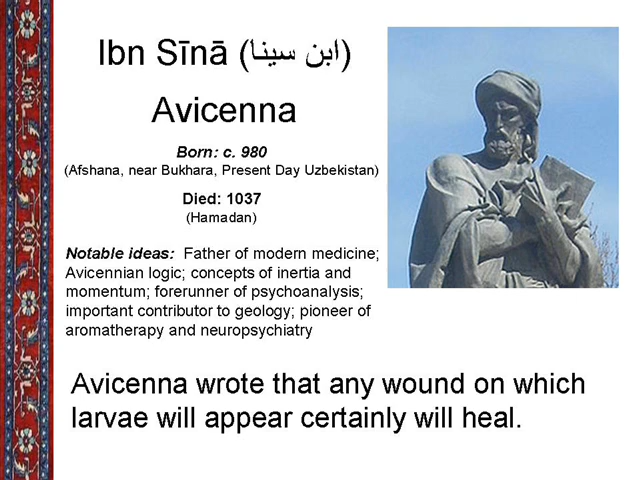 Ibn Sīnā (ابن سینا)
Avicenna
Born: c. 980
(Afshana, near Bukhara, Present Day Uzbekistan)
Died: 1037
(Hamadan)
Notable ideas: Father of modern medicine;
Avicennian logic; concepts of inertia and
momentum; forerunner of psychoanalysis;
important contributor to geology; pioneer of
aromatherapy and neuropsychiatry
Avicenna wrote that any wound on which
larvae will appear certainly will heal.